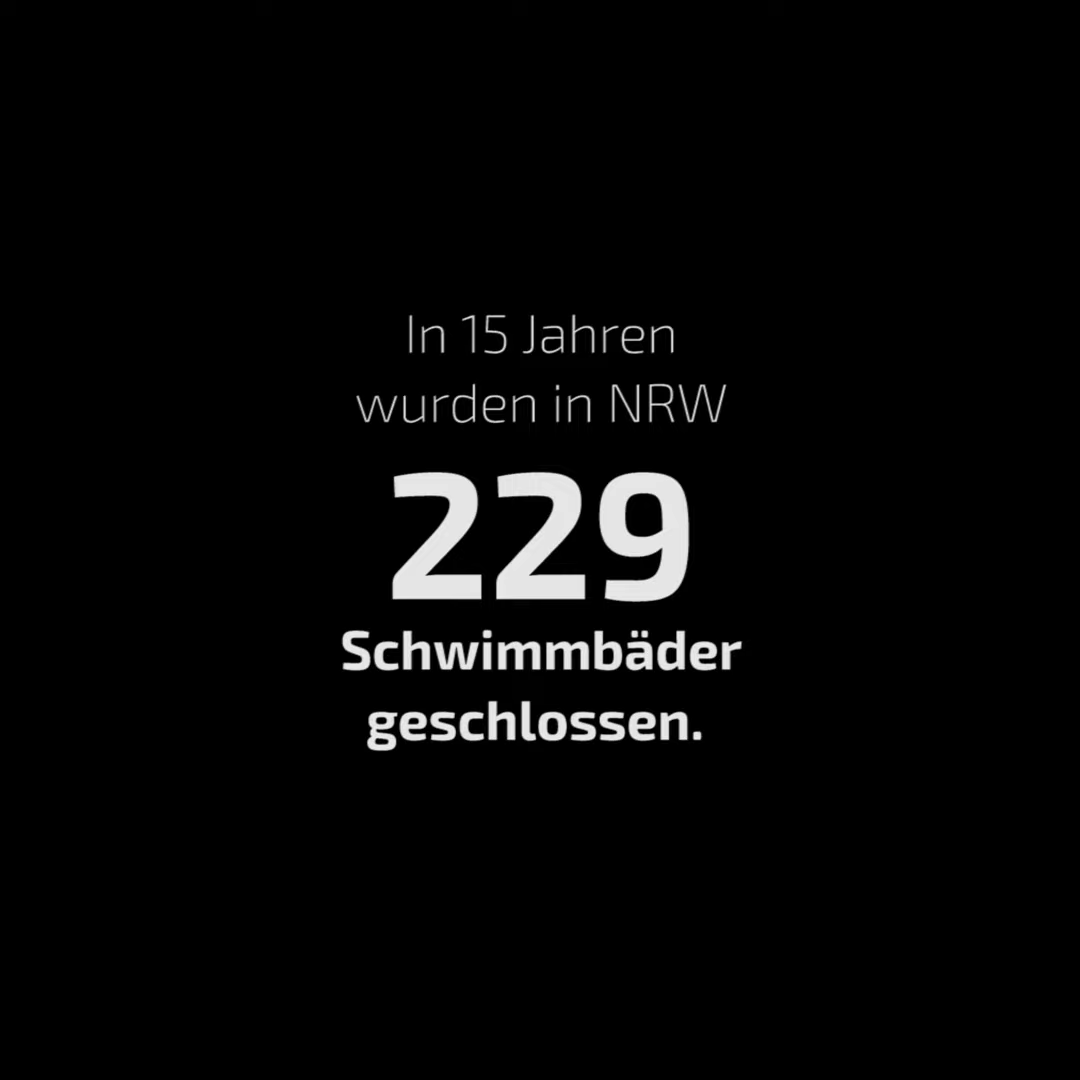 In 15 Jahren
wurden in NRW
229
Schwimmbäder
geschlossen.